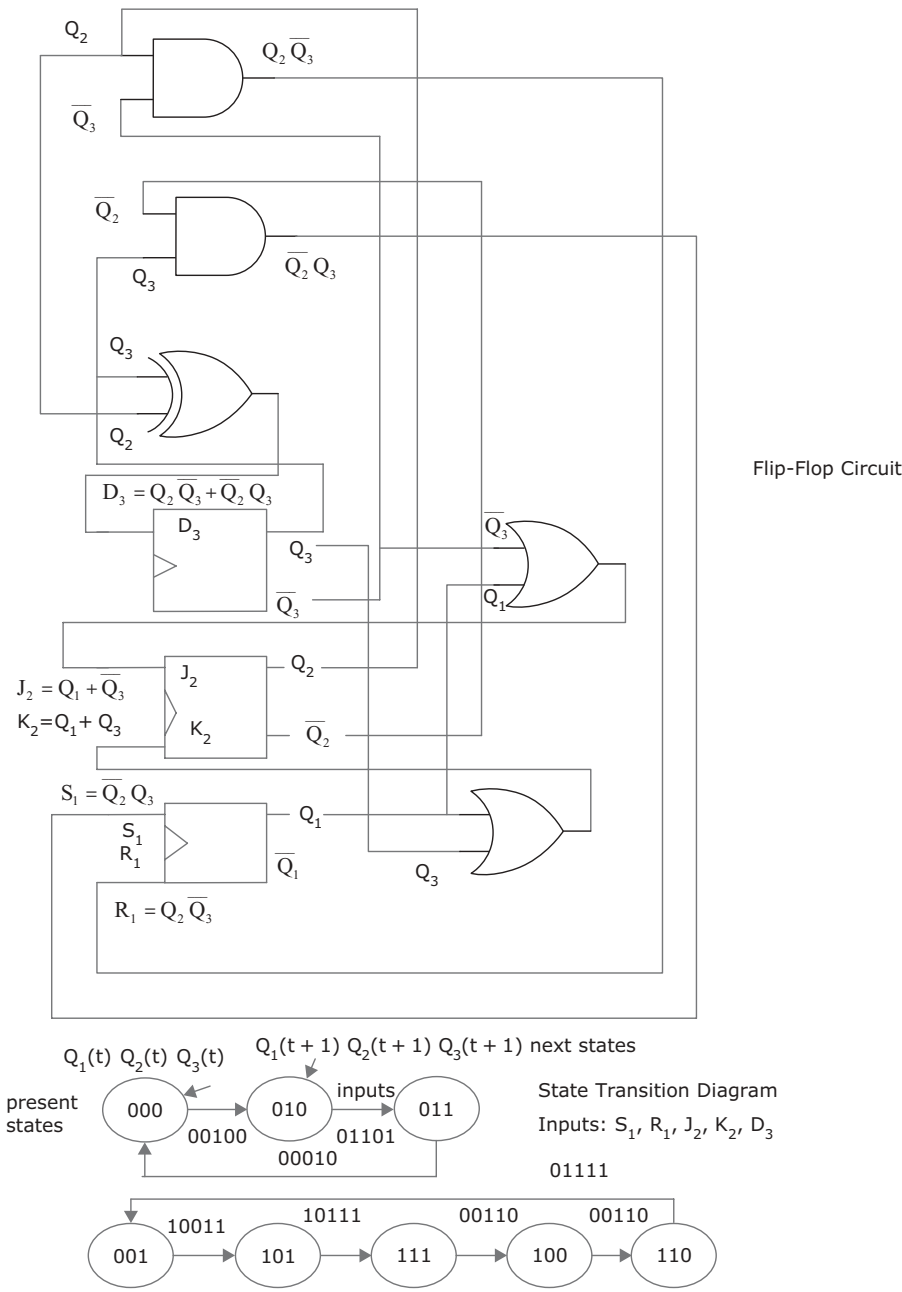 Q₂
Q₂ Q̅₃
Q̅₃
Q̅₂
Q̅₂ Q₃
Q₃
Q₃
Q₂
Flip-Flop Circuit
D₃ = Q₂ Q̅₃ + Q̅₂ Q₃
D₃
Q₃
Q̅₃
Q̅₃
Q₁
J₂
Q₂
J₂ = Q₁ + Q̅₃
K₂=Q₁+ Q₃
K₂
Q̅₂
S₁ = Q̅₂ Q₃
S₁
R₁
Q₁
Q̅₁
Q₃
R₁ = Q₂ Q̅₃
Q₁(t) Q₂(t) Q₃(t)
Q₁(t + 1) Q₂(t + 1) Q₃(t + 1) next states
present
states
000
010
inputs
011
00100
01101
00010
State Transition Diagram
Inputs: S₁, R₁, J₂, K₂, D₃
01111
10011
10111
00110
00110
001
101
111
100
110